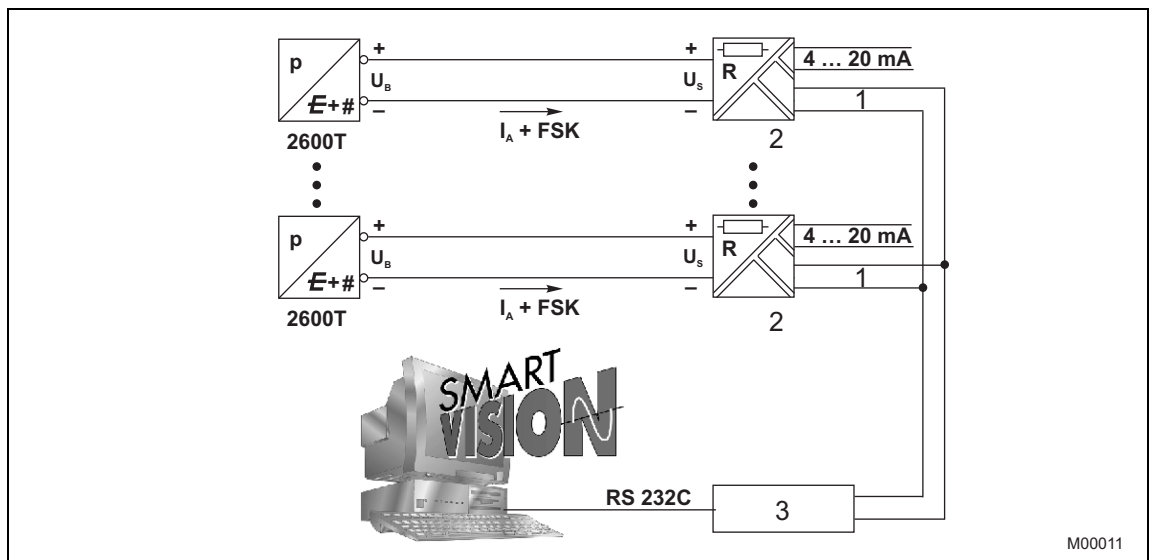 p
E+#
2600T
+
U_B
–
I_A + FSK
+
U_S
–
R
4 … 20 mA
1
2
p
E+#
2600T
+
U_B
–
I_A + FSK
+
U_S
–
R
4 … 20 mA
1
2
SMART
VISION
RS 232C
3
M00011